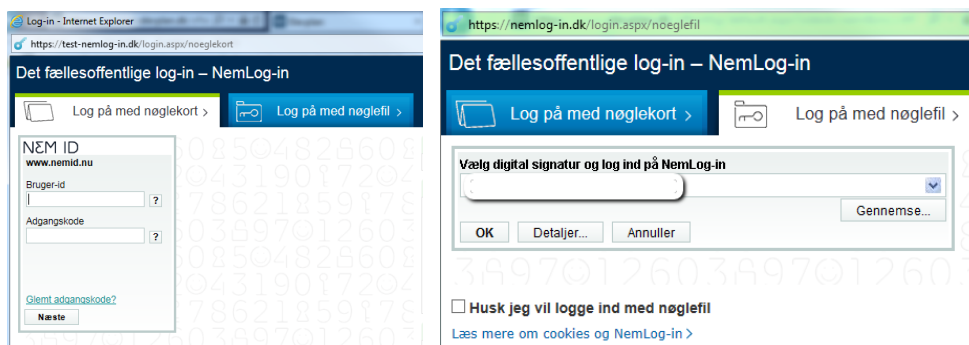 Log-in - Internet Explorer
https://test-nemlog-in.dk/login.aspx/noeglekort
Det fællesoffentlige log-in – NemLog-in
Log på med nøglekort >
Log på med nøglefil >
NEM ID
www.nemid.nu
Bruger-id
?
Adgangskode
?
Glemt adgangskode?
Næste
https://nemlog-in.dk/login.aspx/noeglefil
Det fællesoffentlige log-in – NemLog-in
Log på med nøglekort >
Log på med nøglefil >
Vælg digital signatur og log ind på NemLog-in
Gennemse...
OK Detaljer... Annuller
Husk jeg vil logge ind med nøglefil
Læs mere om cookies og NemLog-in >